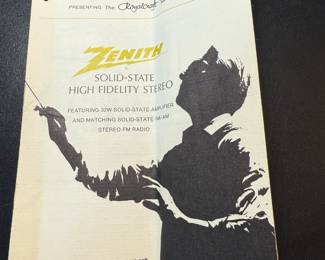 PRESENTING: The Royalcraft
ZENITH
SOLID-STATE
HIGH FIDELITY STEREO
FEATURING 32W SOLID-STATE AMPLIFIER
AND MATCHING SOLID-STATE FM/AM
STEREO FM RADIO